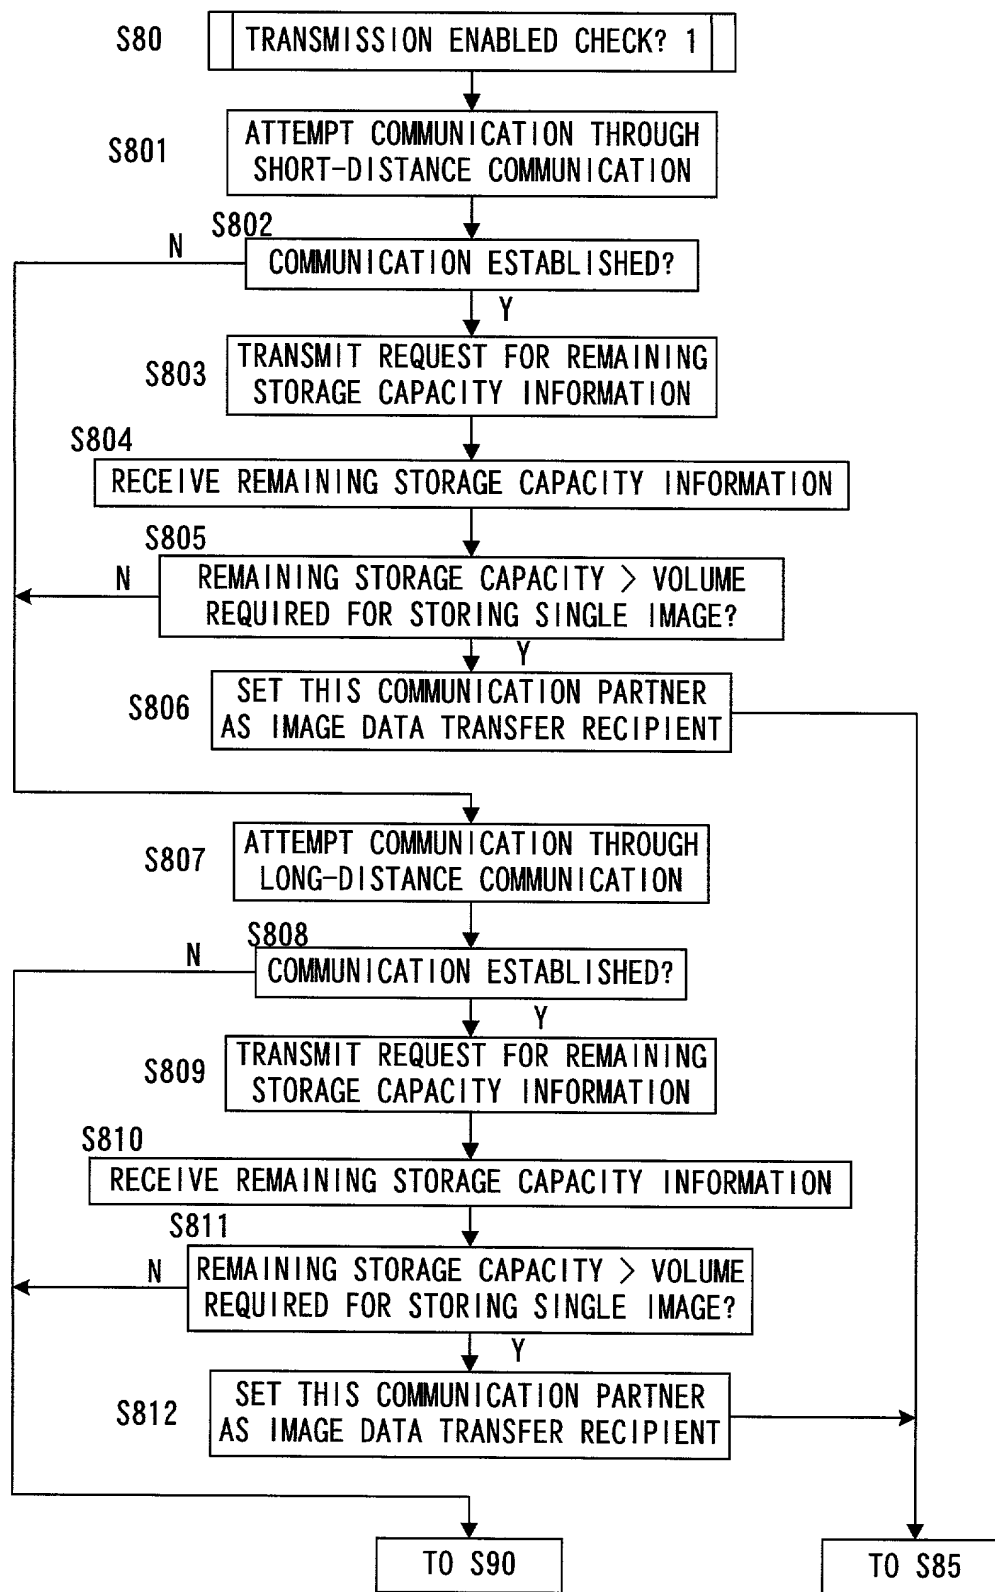 S80
TRANSMISSION ENABLED CHECK? 1
S801
ATTEMPT COMMUNICATION THROUGH
SHORT-DISTANCE COMMUNICATION
S802
N
COMMUNICATION ESTABLISHED?
Y
S803
TRANSMIT REQUEST FOR REMAINING
STORAGE CAPACITY INFORMATION
S804
RECEIVE REMAINING STORAGE CAPACITY INFORMATION
S805
N
REMAINING STORAGE CAPACITY > VOLUME
REQUIRED FOR STORING SINGLE IMAGE?
Y
S806
SET THIS COMMUNICATION PARTNER
AS IMAGE DATA TRANSFER RECIPIENT
S807
ATTEMPT COMMUNICATION THROUGH
LONG-DISTANCE COMMUNICATION
S808
N
COMMUNICATION ESTABLISHED?
Y
S809
TRANSMIT REQUEST FOR REMAINING
STORAGE CAPACITY INFORMATION
S810
RECEIVE REMAINING STORAGE CAPACITY INFORMATION
S811
N
REMAINING STORAGE CAPACITY > VOLUME
REQUIRED FOR STORING SINGLE IMAGE?
Y
S812
SET THIS COMMUNICATION PARTNER
AS IMAGE DATA TRANSFER RECIPIENT
TO S90
TO S85